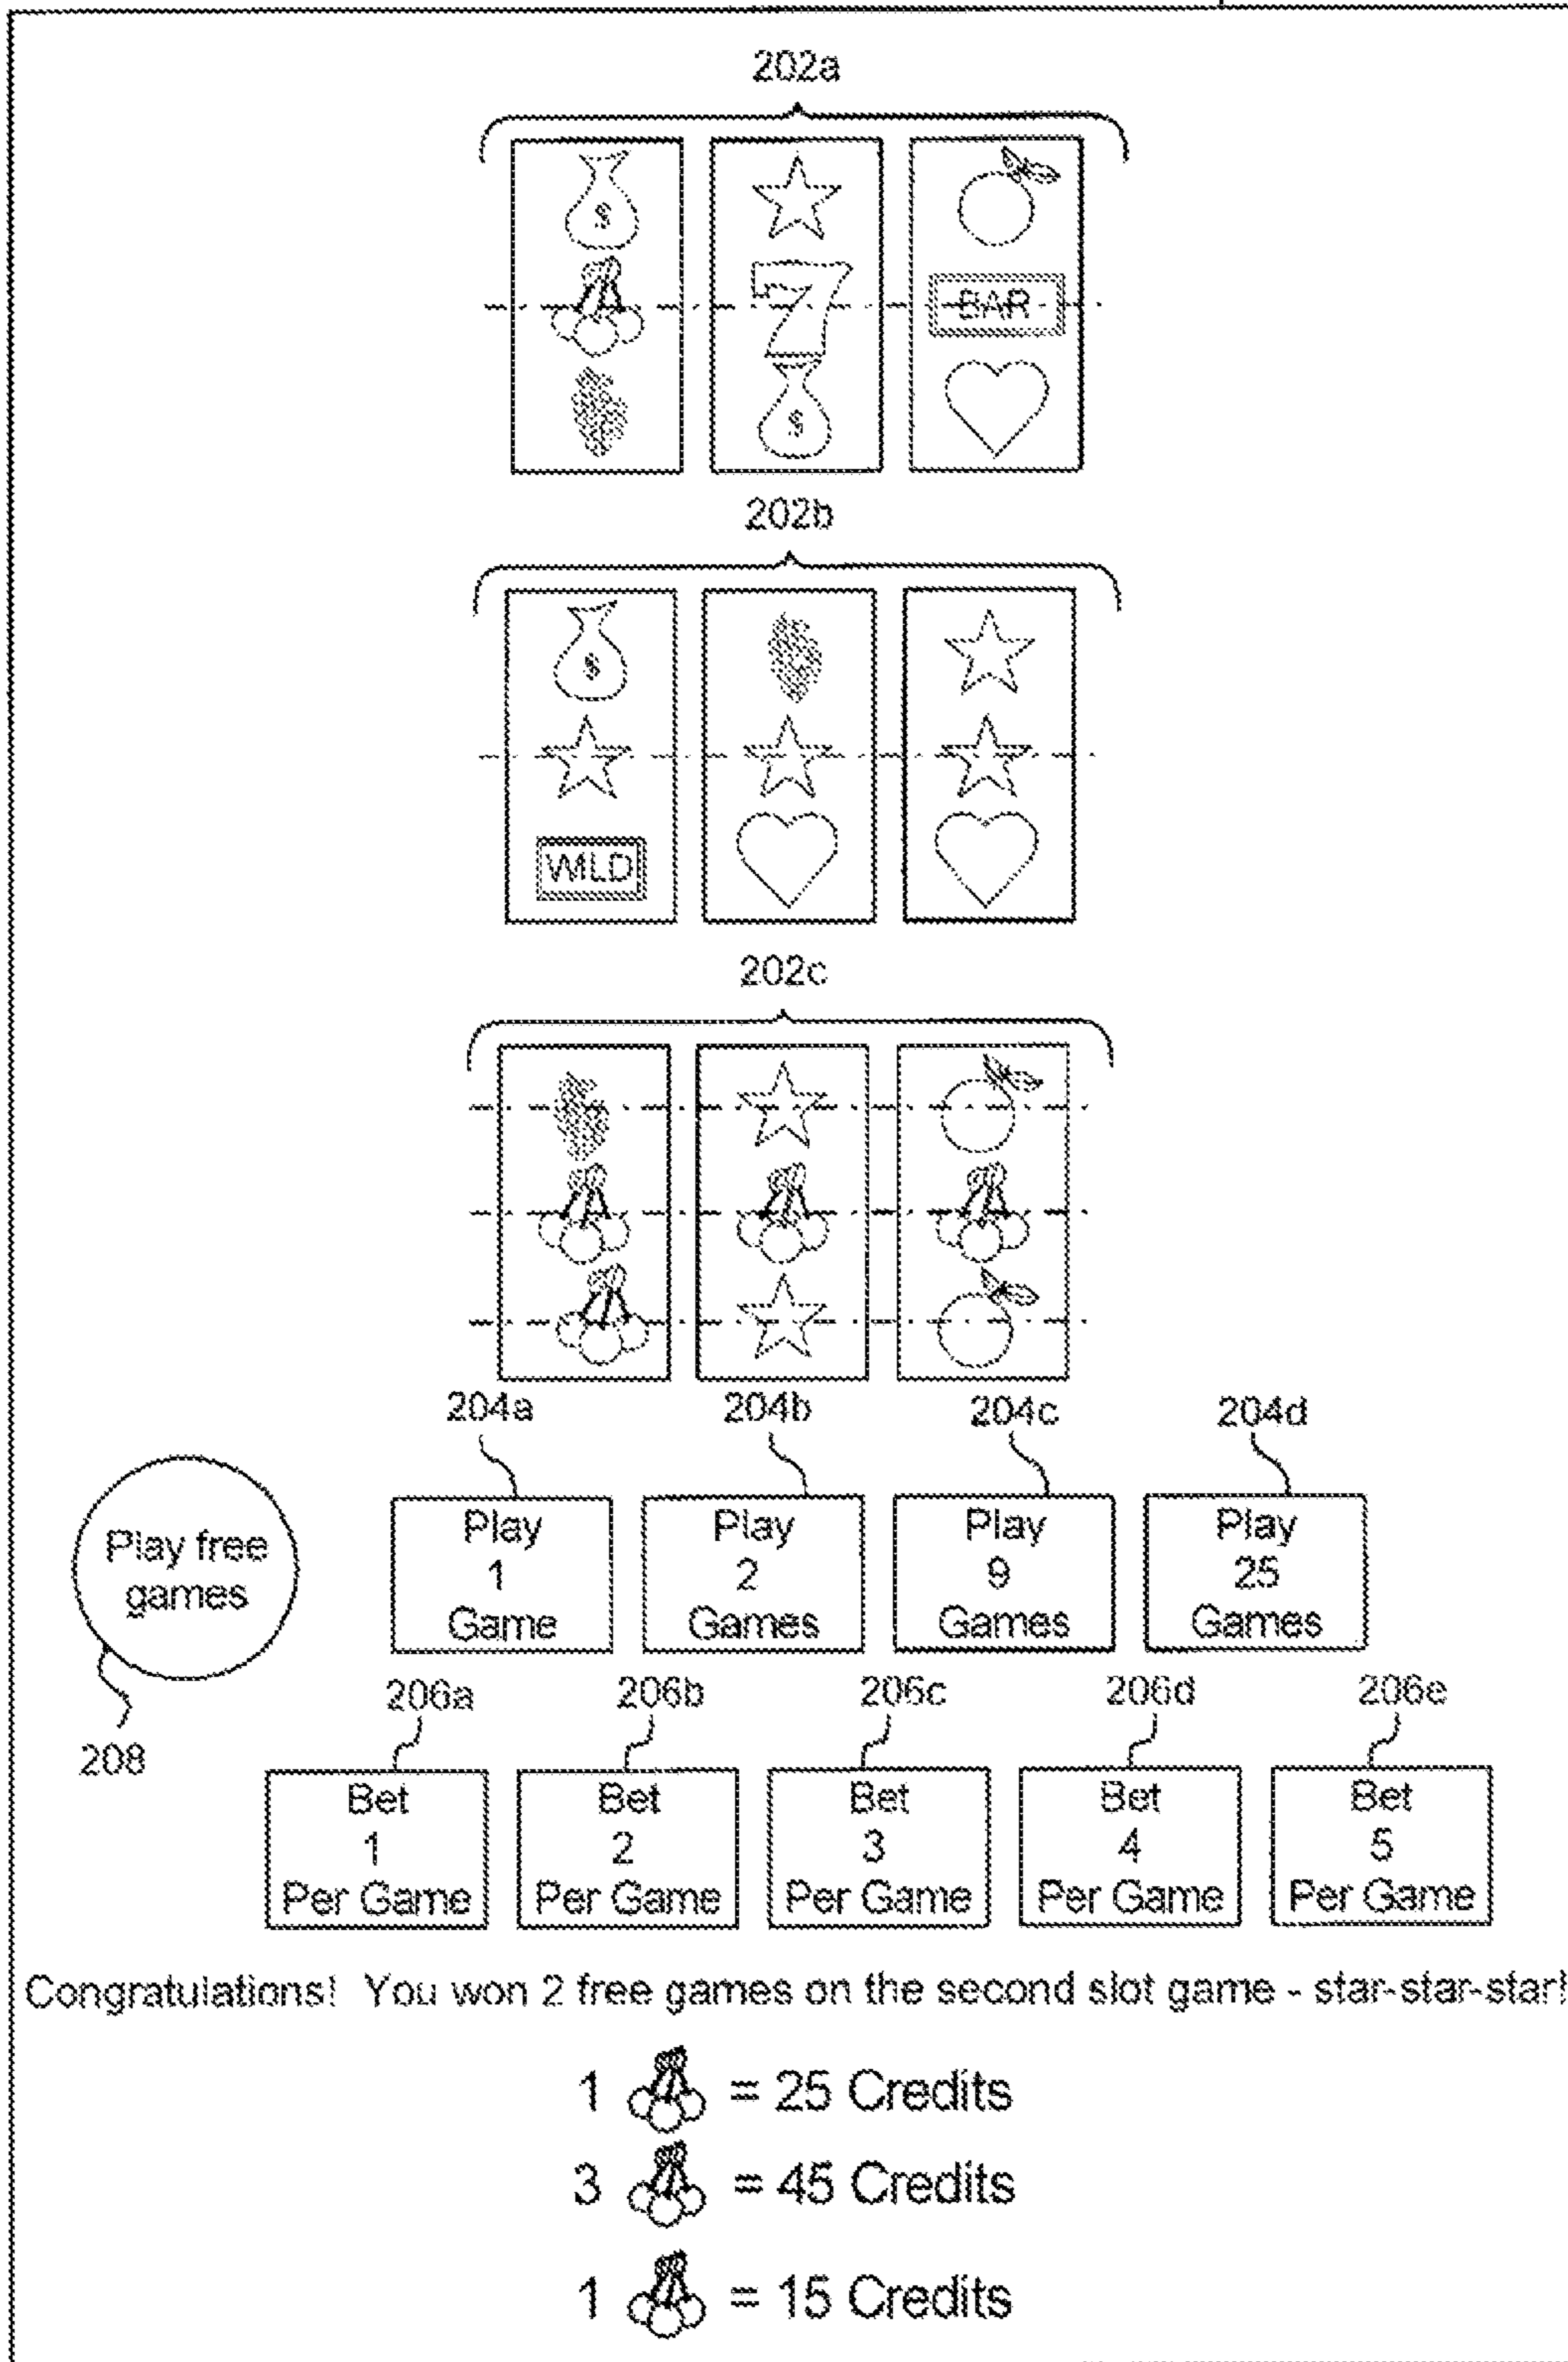 202a
$
7
BAR
$
202b
$
WILD
202c
204a 204b 204c 204d
Play free
games
Play
1
Game
Play
2
Games
Play
9
Games
Play
25
Games
208
206a 206b 206c 206d 206e
Bet
1
Per Game
Bet
2
Per Game
Bet
3
Per Game
Bet
4
Per Game
Bet
5
Per Game
Congratulations! You won 2 free games on the second slot game - star-star-star!
1 = 25 Credits
3 = 45 Credits
1 = 15 Credits